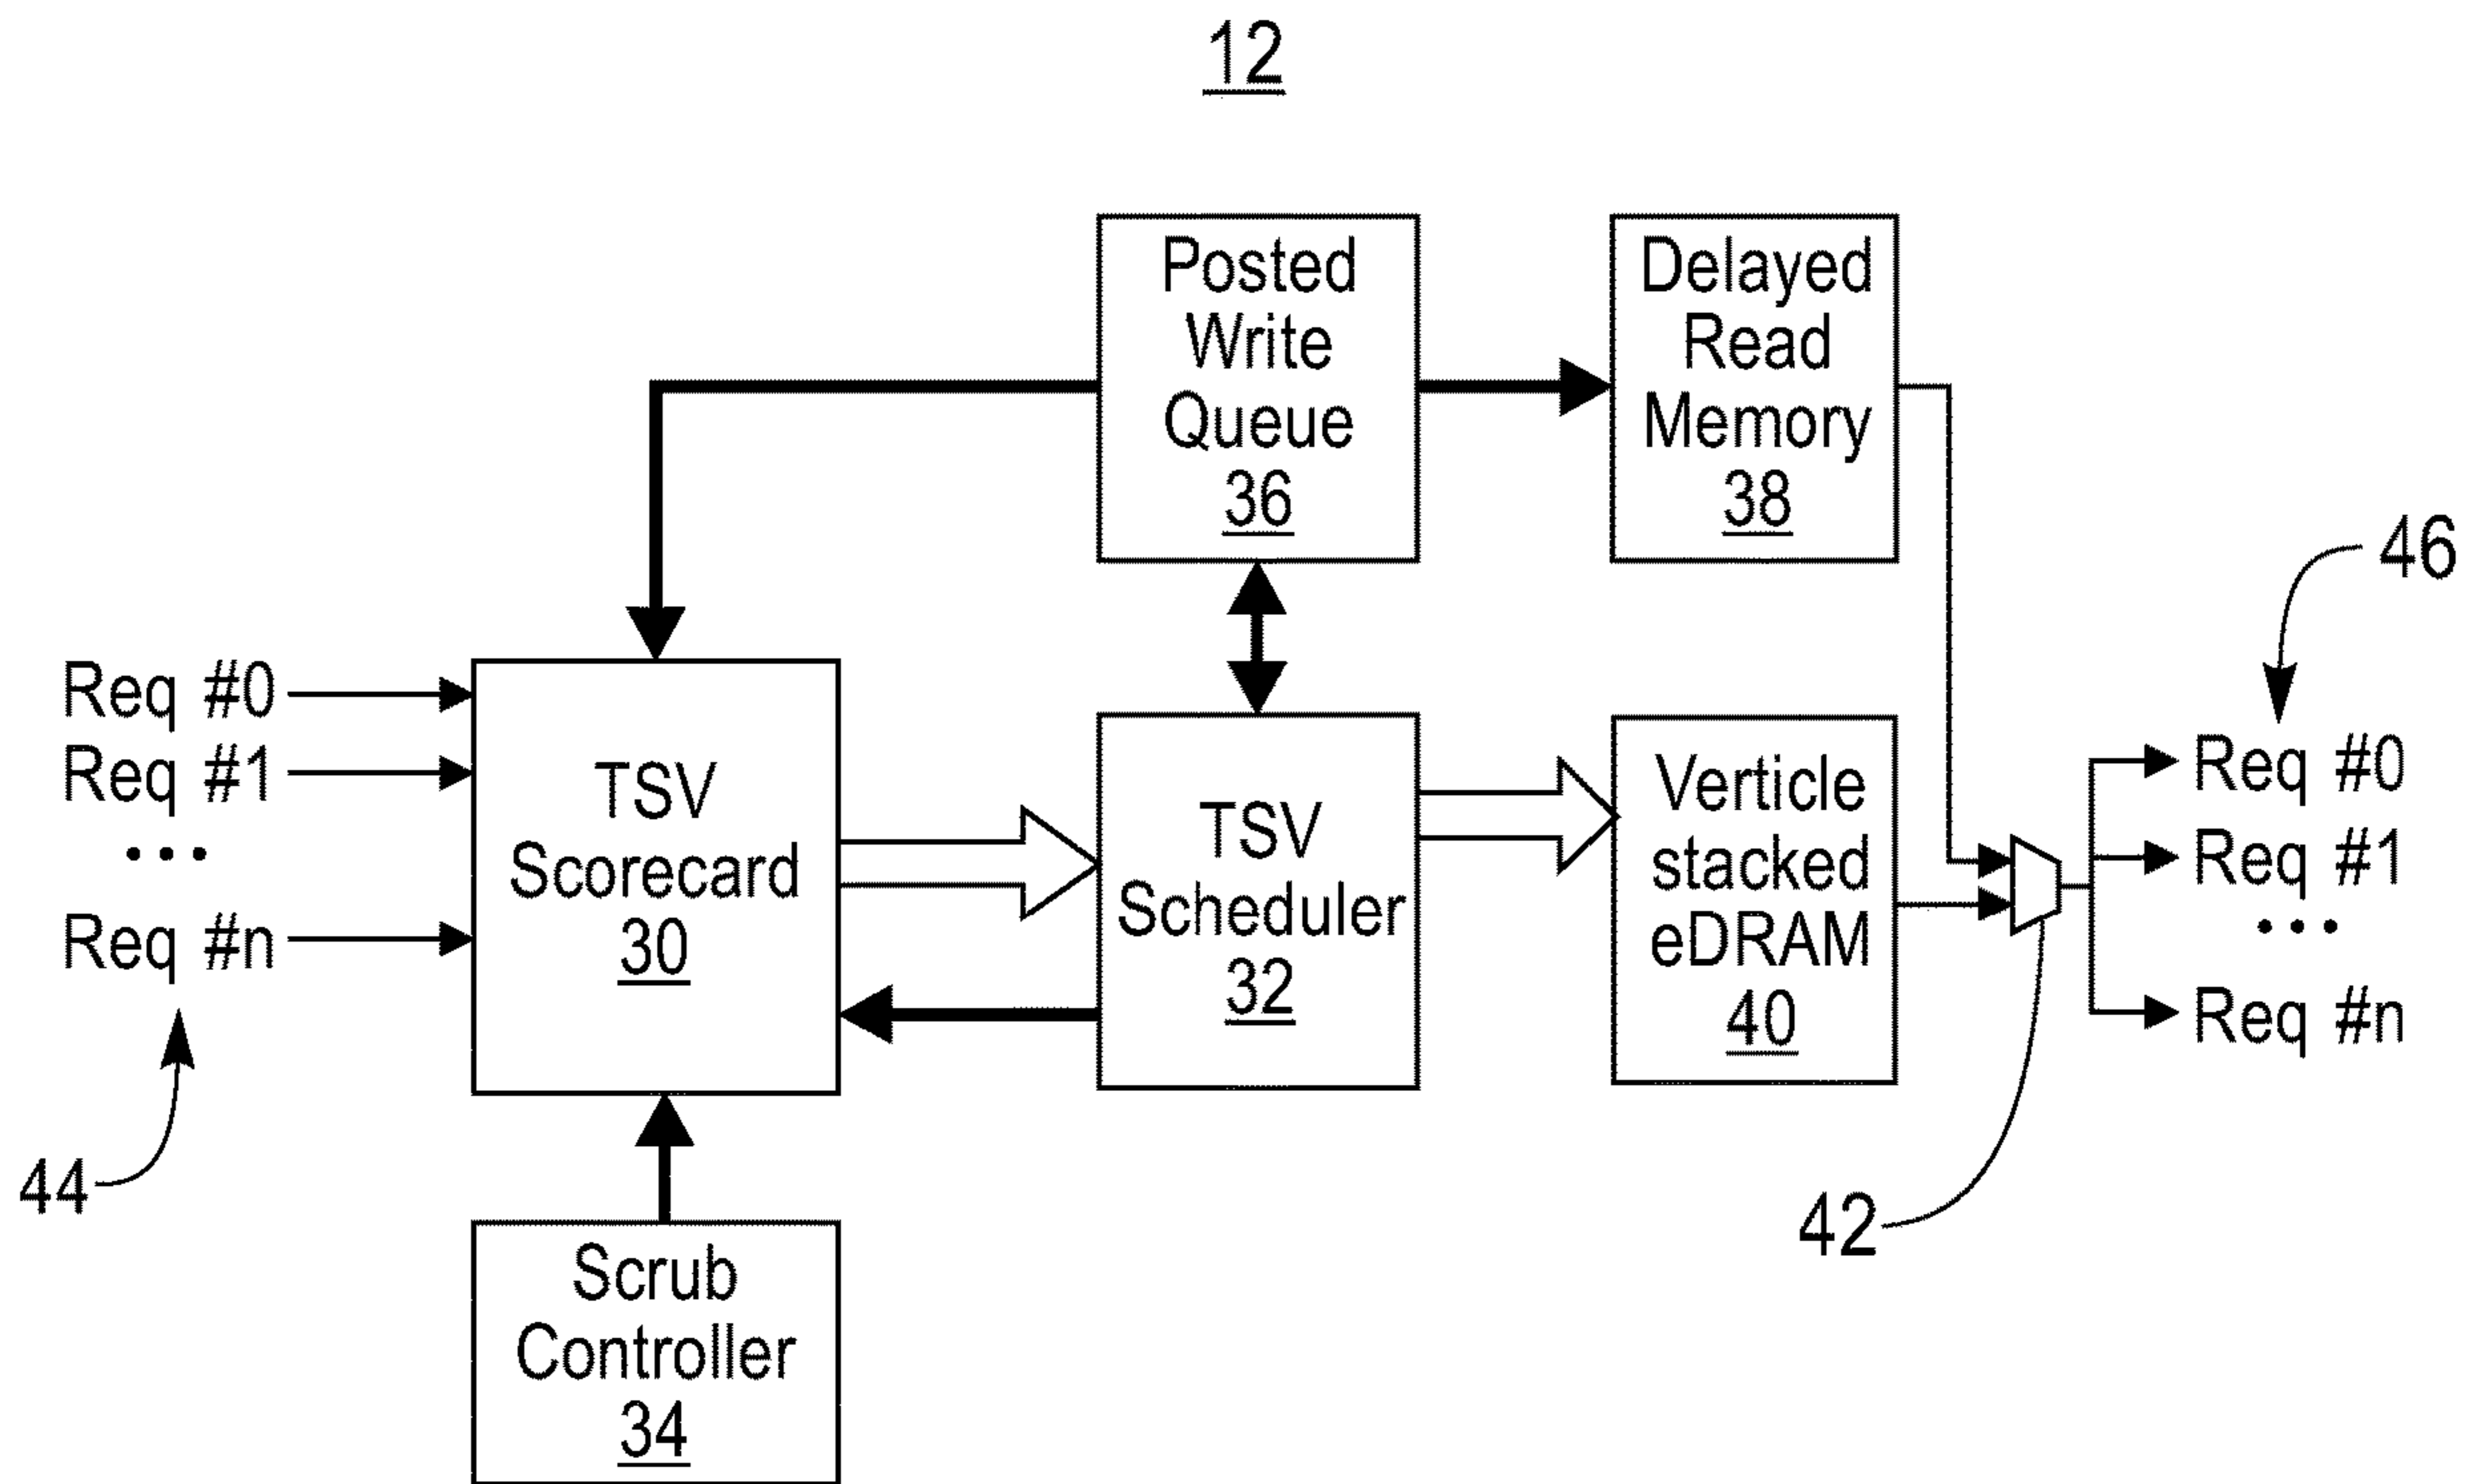 12
Posted
Write
Queue
36
Delayed
Read
Memory
38
46
Req #0
Req #1
• • •
Req #n
44
TSV
Scorecard
30
TSV
Scheduler
32
Verticle
stacked
eDRAM
40
Req #0
Req #1
• • •
Req #n
42
Scrub
Controller
34